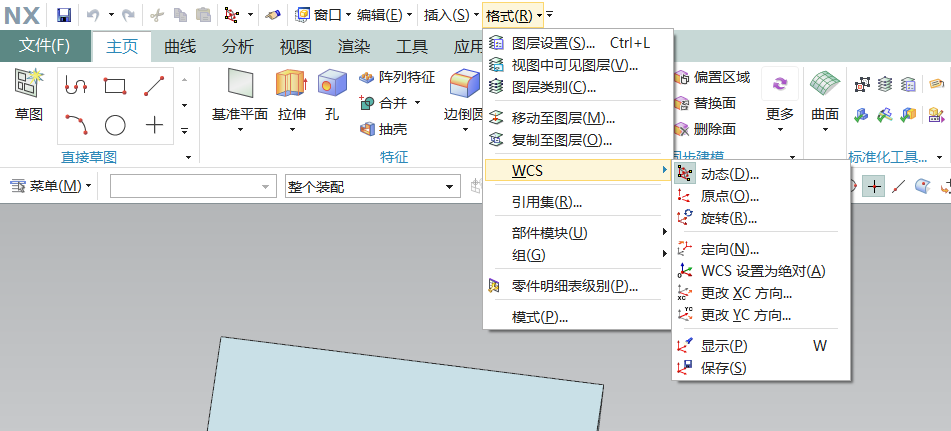 NX
窗口
编辑(E)
插入(S)
格式(R)
文件(F)
主页
曲线
分析
视图
渲染
工具
应用
草图
直接草图
基准平面
拉伸
孔
阵列特征
合并
抽壳
边倒圆
特征
偏置区域
替换面
删除面
更多
同步建模
曲面
标准化工具...
菜单(M)
整个装配
图层设置(S)... Ctrl+L
视图中可见图层(V)...
图层类别(C)...
移动至图层(M)...
复制至图层(O)...
WCS
引用集(R)...
部件模块(U)
组(G)
零件明细表级别(P)...
模式(P)...
动态(D)...
原点(O)...
旋转(R)...
定向(N)...
WCS 设置为绝对(A)
更改 XC 方向...
更改 YC 方向...
显示(P) W
保存(S)